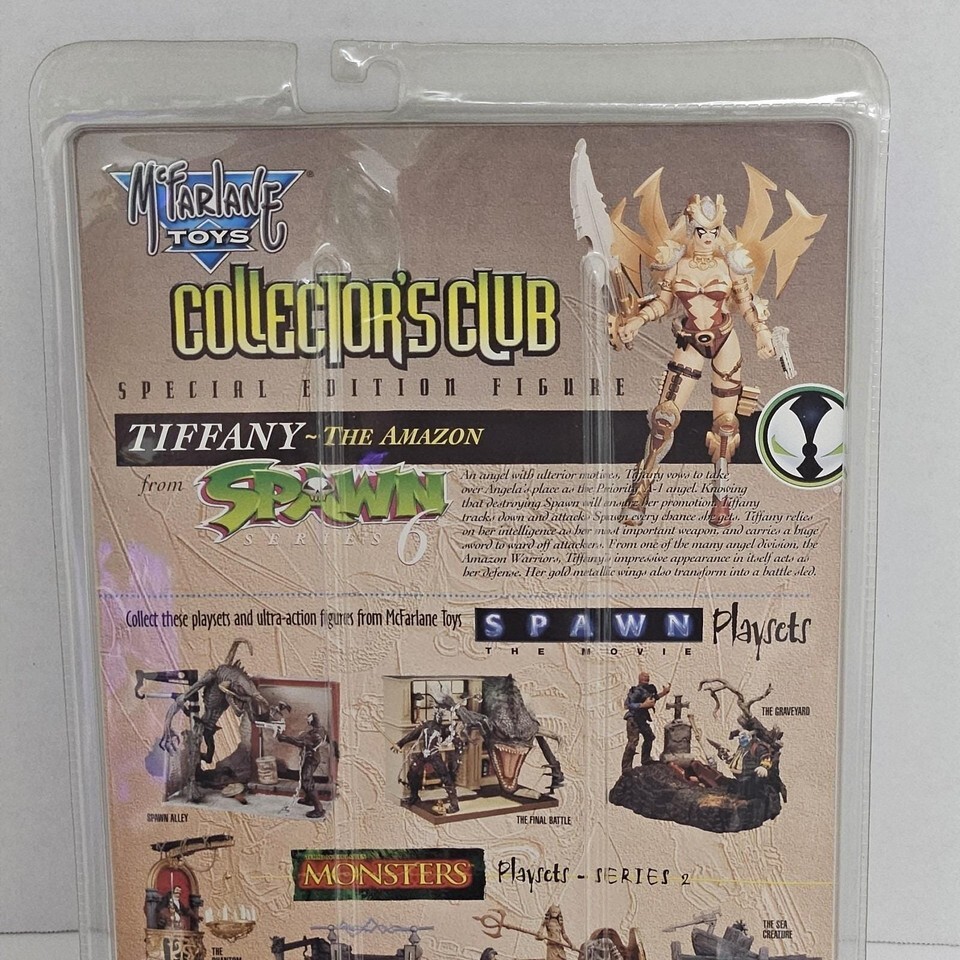 McFARLANE®
TOYS
COLLECTOR'S CLUB
SPECIAL EDITION FIGURE
TIFFANY ~ THE AMAZON
from SPAWN
SERIES 6
An angel with ulterior motives, Tiffany vows to take
over Angela's place as the Priority A-1 angel. Knowing
that destroying Spawn will ensure her promotion, Tiffany
tracks down and attacks Spawn every chance she gets. Tiffany relies
on her intelligence as her most important weapon, and carries a huge
sword to ward off attackers. From one of the many angel division, the
Amazon Warriors, Tiffany's impressive appearance in itself acts as
her defense. Her gold metallic wings also transform into a battle sled.
Collect these playsets and ultra-action figures from McFarlane Toys
SPAWN Playsets
THE MOVIE
THE GRAVEYARD
SPAWN ALLEY
THE FINAL BATTLE
MONSTERS Playsets - SERIES 2
THE SEA
CREATURE
THE
PHANTOM